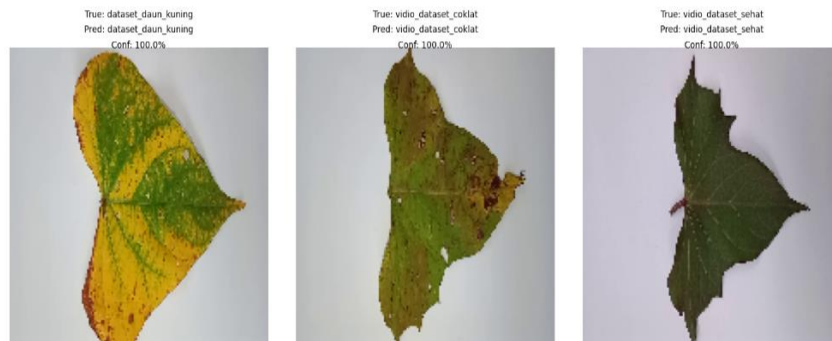 True: dataset_daun_kuning
Pred: dataset_daun_kuning
Conf: 100.0%
True: vidio_dataset_coklat
Pred: vidio_dataset_coklat
Conf: 100.0%
True: vidio_dataset_sehat
Pred: vidio_dataset_sehat
Conf: 100.0%